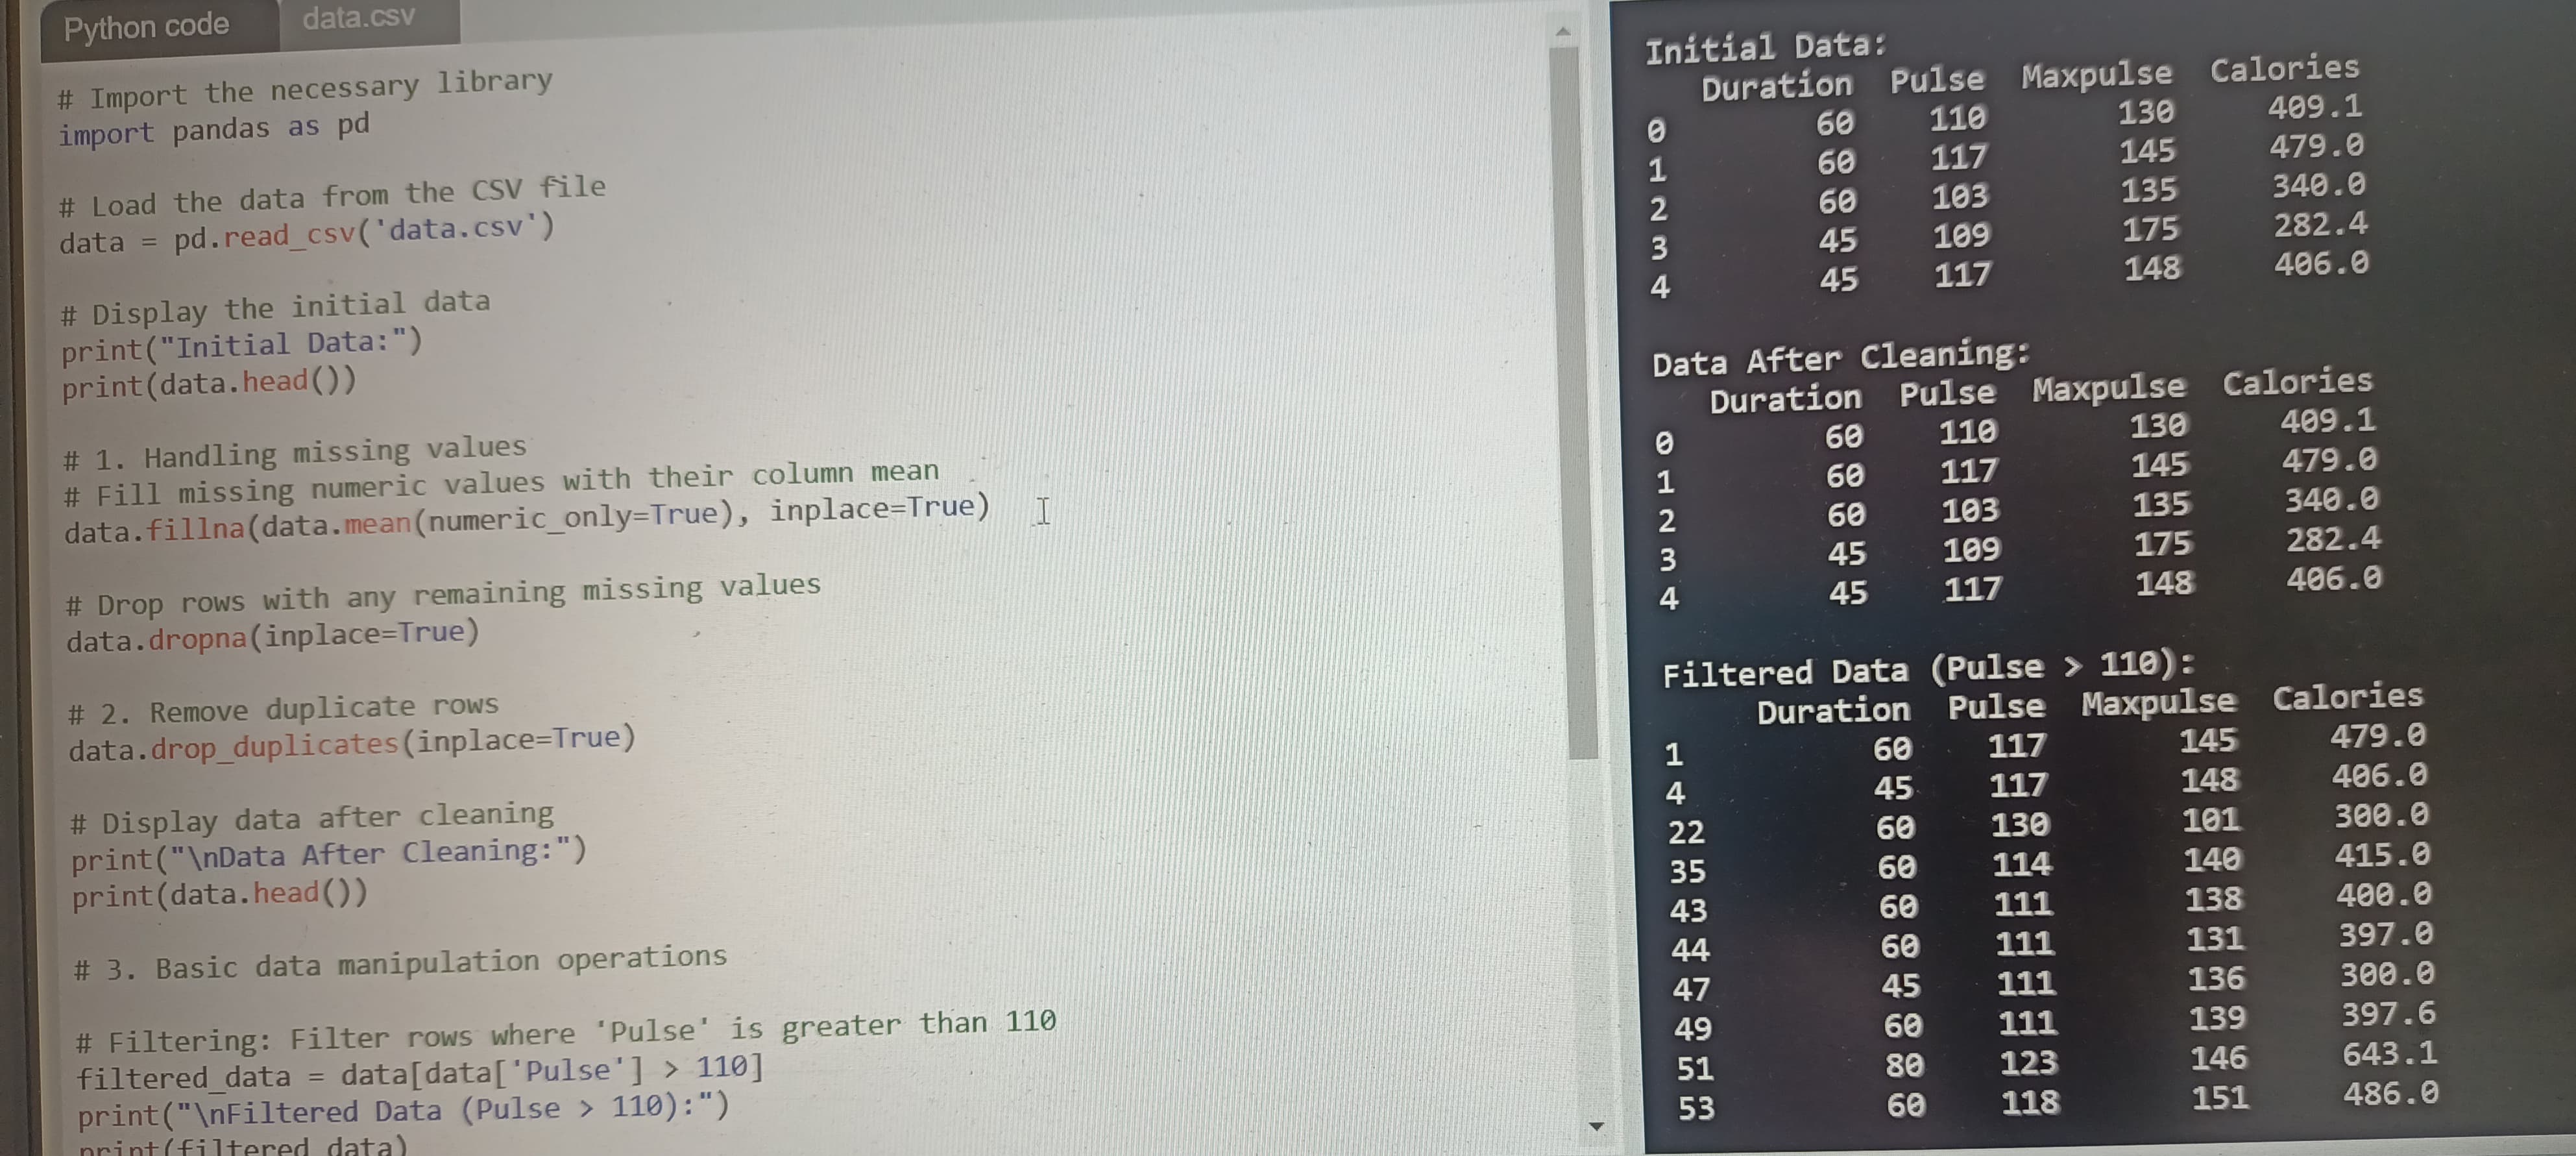 Python code
data.csv
# Import the necessary library
import pandas as pd
# Load the data from the CSV file
data = pd.read_csv('data.csv')
# Display the initial data
print("Initial Data:")
print(data.head())
# 1. Handling missing values
# Fill missing numeric values with their column mean
data.fillna(data.mean(numeric_only=True), inplace=True)
# Drop rows with any remaining missing values
data.dropna(inplace=True)
# 2. Remove duplicate rows
data.drop_duplicates(inplace=True)
# Display data after cleaning
print("\nData After Cleaning:")
print(data.head())
# 3. Basic data manipulation operations
# Filtering: Filter rows where 'Pulse' is greater than 110
filtered_data = data[data['Pulse'] > 110]
print("\nFiltered Data (Pulse > 110):")
print(filtered_data)
Initial Data:
Duration Pulse Maxpulse Calories
0 60 110 130 409.1
1 60 117 145 479.0
2 60 103 135 340.0
3 45 109 175 282.4
4 45 117 148 406.0
Data After Cleaning:
Duration Pulse Maxpulse Calories
0 60 110 130 409.1
1 60 117 145 479.0
2 60 103 135 340.0
3 45 109 175 282.4
4 45 117 148 406.0
Filtered Data (Pulse > 110):
Duration Pulse Maxpulse Calories
1 60 117 145 479.0
4 45 117 148 406.0
22 60 130 101 300.0
35 60 114 140 415.0
43 60 111 138 400.0
44 60 111 131 397.0
47 45 111 136 300.0
49 60 111 139 397.6
51 80 123 146 643.1
53 60 118 151 486.0